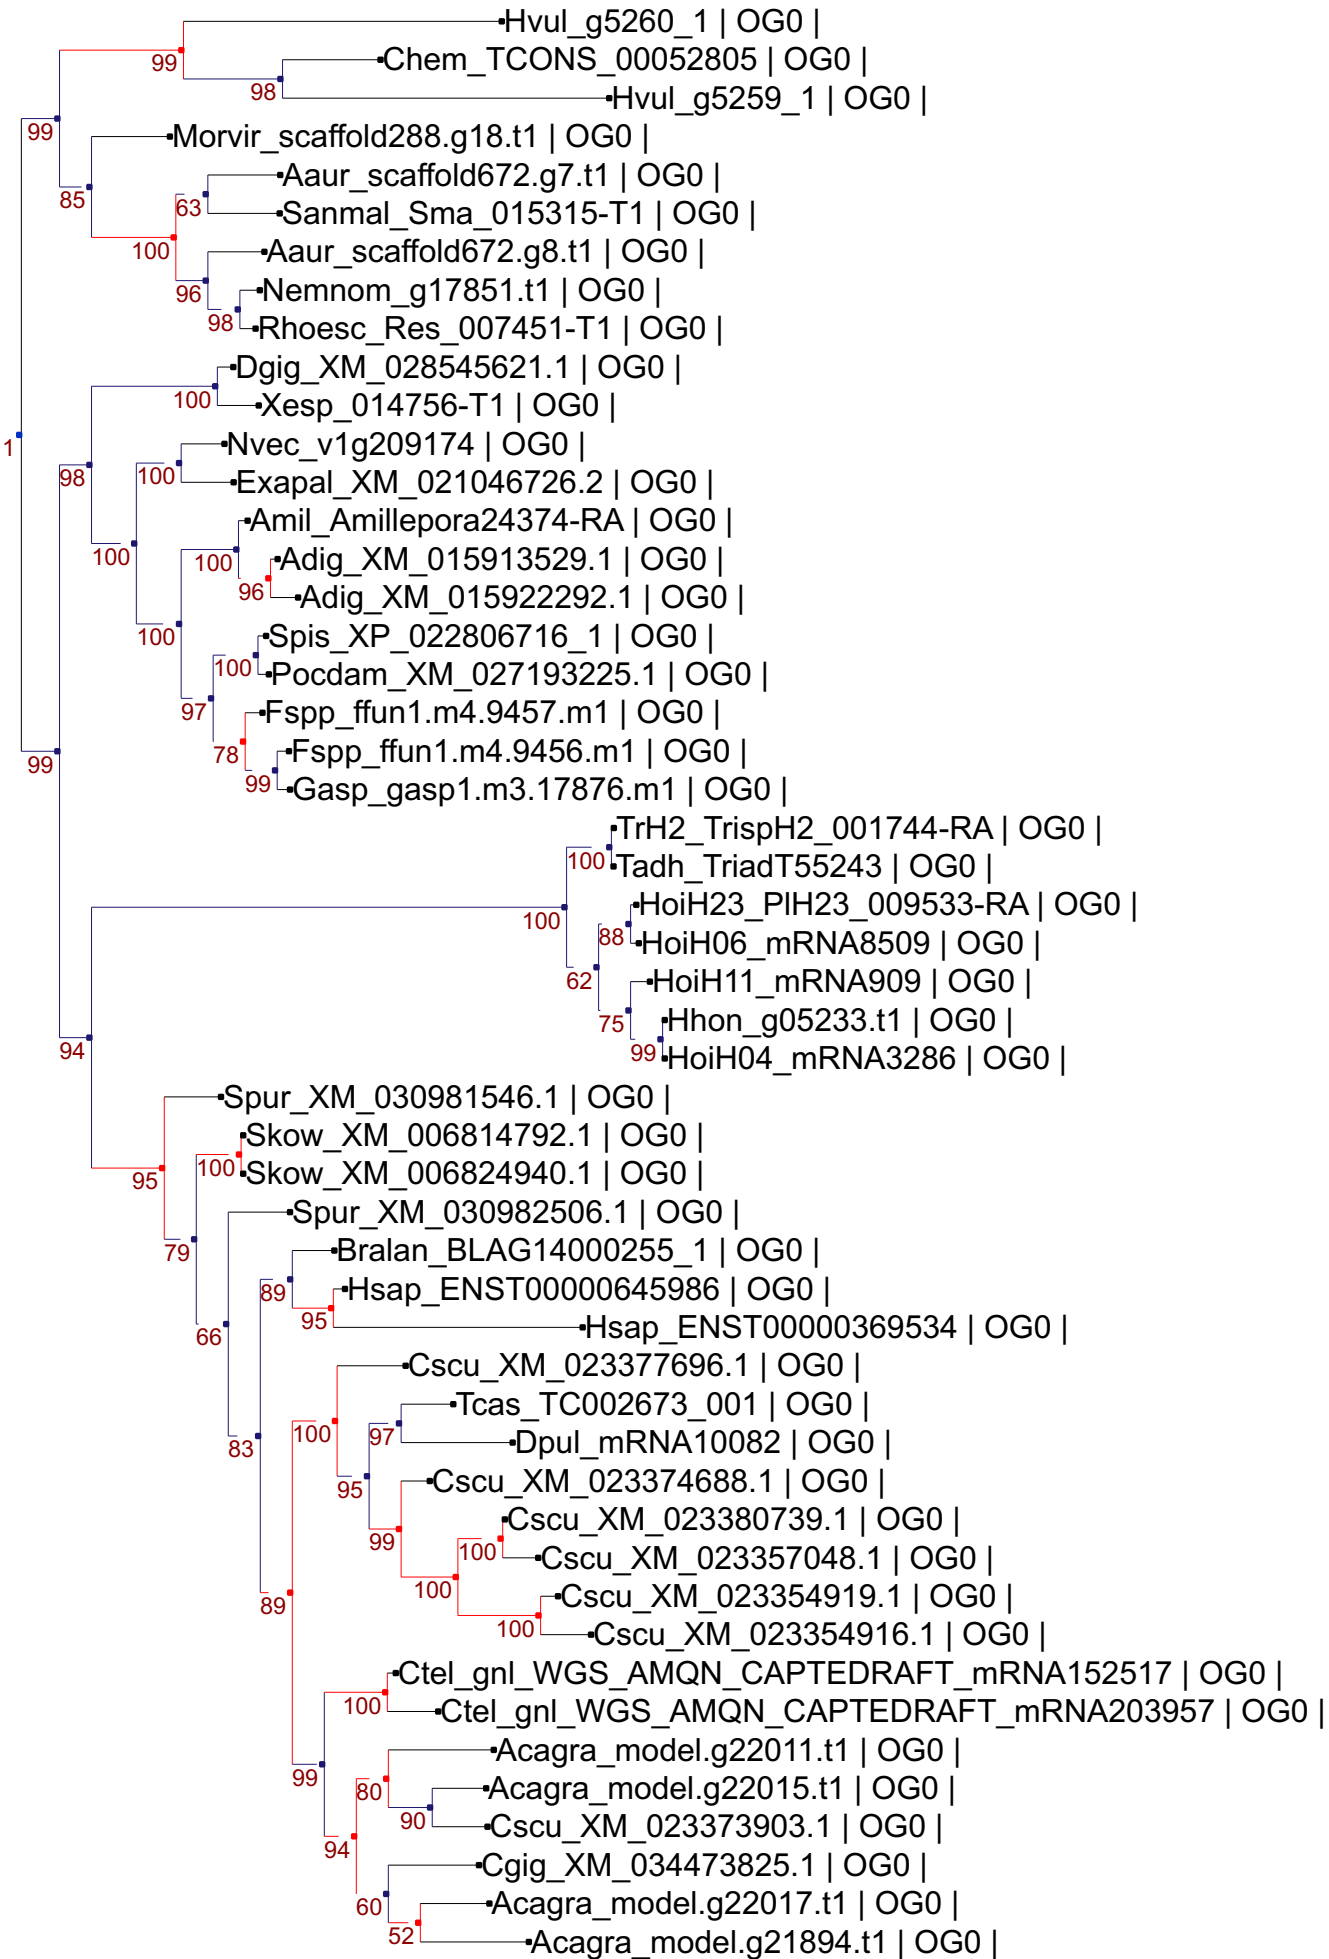 Hvul_g5260_1 | OG0 |
99
Chem_TCONS_00052805 | OG0 |
98
Hvul_g5259_1 | OG0 |
99
Morvir_scaffold288.g18.t1 | OG0 |
85
Aaur_scaffold672.g7.t1 | OG0 |
63
Sanmal_Sma_015315-T1 | OG0 |
100
Aaur_scaffold672.g8.t1 | OG0 |
96
Nemnom_g17851.t1 | OG0 |
98
Rhoesc_Res_007451-T1 | OG0 |
Dgig_XM_028545621.1 | OG0 |
100
Xesp_014756-T1 | OG0 |
1
Nvec_v1g209174 | OG0 |
98
100
Exapal_XM_021046726.2 | OG0 |
Amil_Amillepora24374-RA | OG0 |
100
100
Adig_XM_015913529.1 | OG0 |
96
Adig_XM_015922292.1 | OG0 |
100
Spis_XP_022806716_1 | OG0 |
100
Pocdam_XM_027193225.1 | OG0 |
97
Fspp_ffun1.m4.9457.m1 | OG0 |
78
Fspp_ffun1.m4.9456.m1 | OG0 |
99
99
Gasp_gasp1.m3.17876.m1 | OG0 |
TrH2_TrispH2_001744-RA | OG0 |
100
Tadh_TriadT55243 | OG0 |
100
HoiH23_PlH23_009533-RA | OG0 |
88
HoiH06_mRNA8509 | OG0 |
62
HoiH11_mRNA909 | OG0 |
75
Hhon_g05233.t1 | OG0 |
94
99
HoiH04_mRNA3286 | OG0 |
Spur_XM_030981546.1 | OG0 |
Skow_XM_006814792.1 | OG0 |
95
100
Skow_XM_006824940.1 | OG0 |
Spur_XM_030982506.1 | OG0 |
79
Bralan_BLAG14000255_1 | OG0 |
89
Hsap_ENST00000645986 | OG0 |
95
66
Hsap_ENST00000369534 | OG0 |
Cscu_XM_023377696.1 | OG0 |
100
Tcas_TC002673_001 | OG0 |
97
83
Dpul_mRNA10082 | OG0 |
95
Cscu_XM_023374688.1 | OG0 |
99
Cscu_XM_023380739.1 | OG0 |
100
Cscu_XM_023357048.1 | OG0 |
100
89
Cscu_XM_023354919.1 | OG0 |
100
Cscu_XM_023354916.1 | OG0 |
Ctel_gnl_WGS_AMQN_CAPTEDRAFT_mRNA152517 | OG0 |
100
Ctel_gnl_WGS_AMQN_CAPTEDRAFT_mRNA203957 | OG0 |
Acagra_model.g22011.t1 | OG0 |
99
80
Acagra_model.g22015.t1 | OG0 |
90
Cscu_XM_023373903.1 | OG0 |
94
Cgig_XM_034473825.1 | OG0 |
60
Acagra_model.g22017.t1 | OG0 |
52
Acagra_model.g21894.t1 | OG0 |